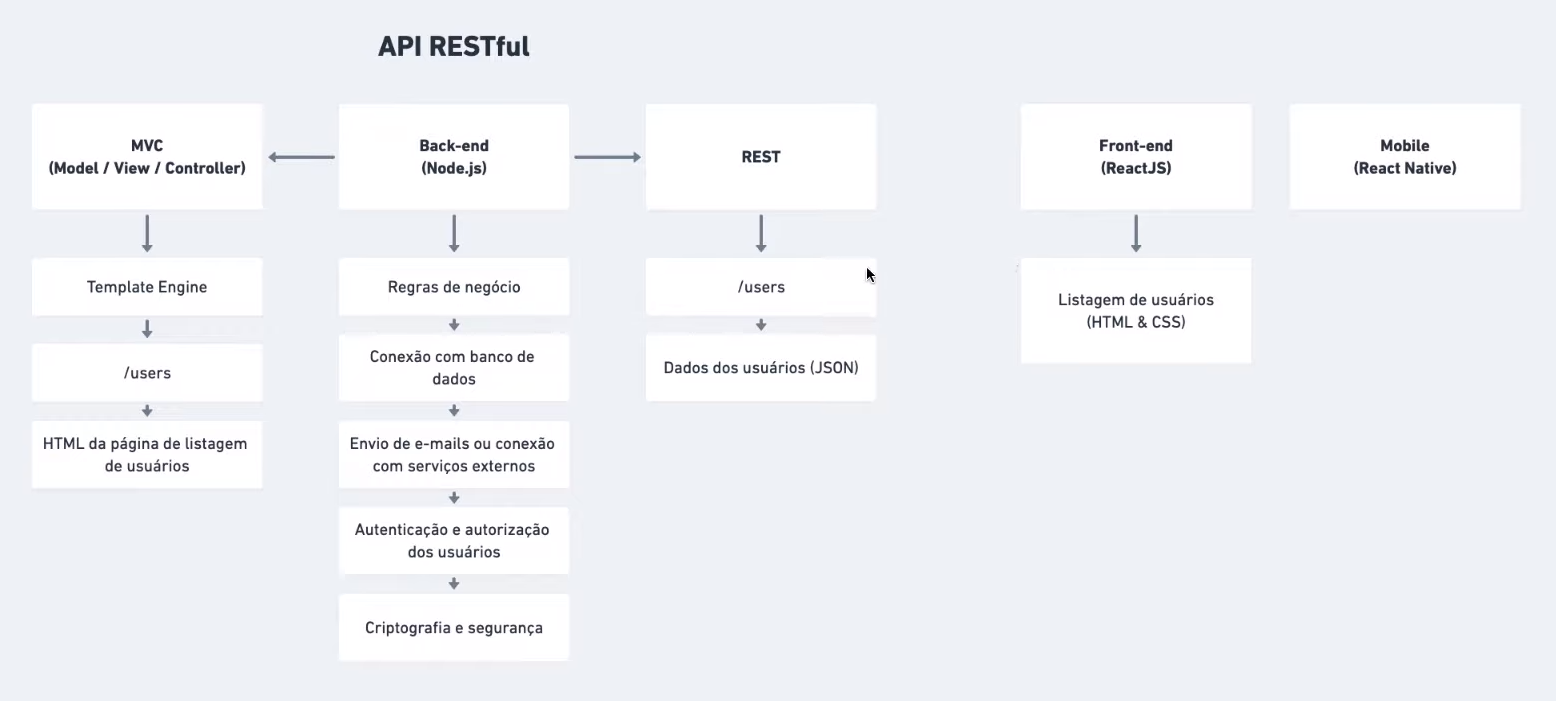 API RESTful
MVC
(Model / View / Controller)
Template Engine
/users
HTML da página de listagem
de usuários
Back-end
(Node.js)
Regras de negócio
Conexão com banco de
dados
Envio de e-mails ou conexão
com serviços externos
Autenticação e autorização
dos usuários
Criptografia e segurança
REST
/users
Dados dos usuários (JSON)
Front-end
(ReactJS)
Listagem de usuários
(HTML & CSS)
Mobile
(React Native)